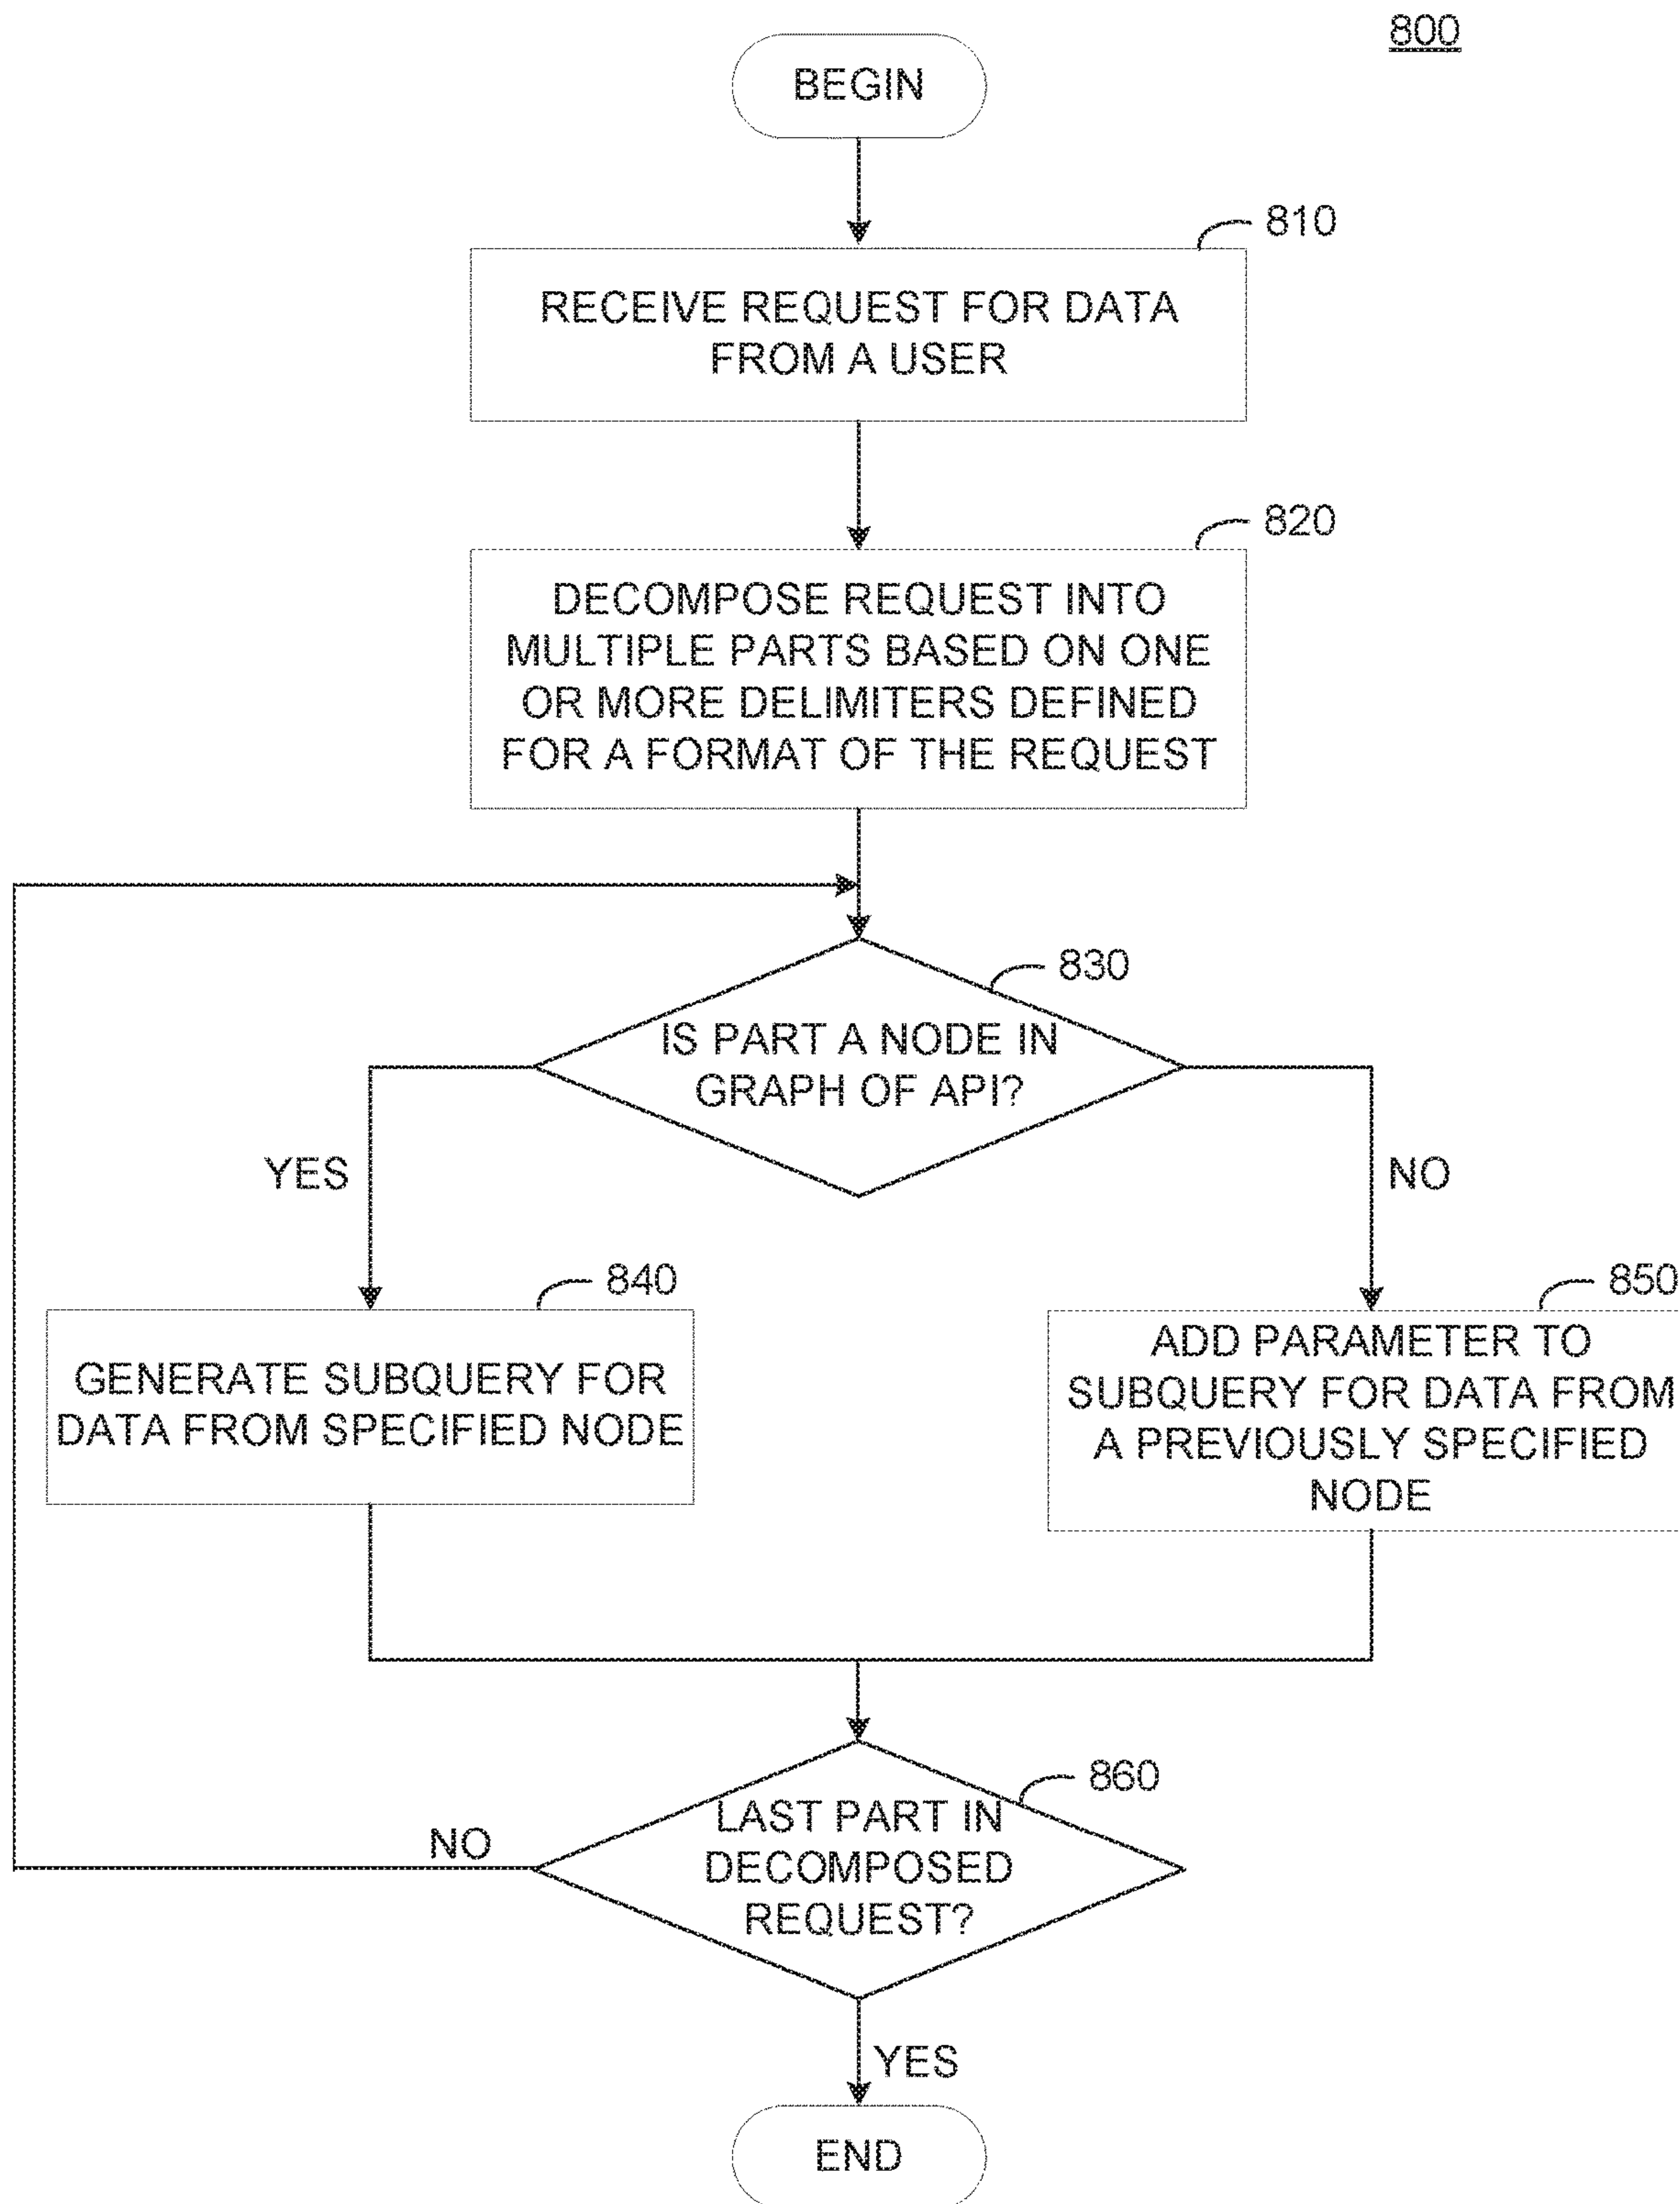 800
BEGIN
810
RECEIVE REQUEST FOR DATA
FROM A USER
820
DECOMPOSE REQUEST INTO
MULTIPLE PARTS BASED ON ONE
OR MORE DELIMITERS DEFINED
FOR A FORMAT OF THE REQUEST
830
IS PART A NODE IN
GRAPH OF API?
YES
NO
840
GENERATE SUBQUERY FOR
DATA FROM SPECIFIED NODE
850
ADD PARAMETER TO
SUBQUERY FOR DATA FROM
A PREVIOUSLY SPECIFIED
NODE
860
LAST PART IN
DECOMPOSED
REQUEST?
NO
YES
END